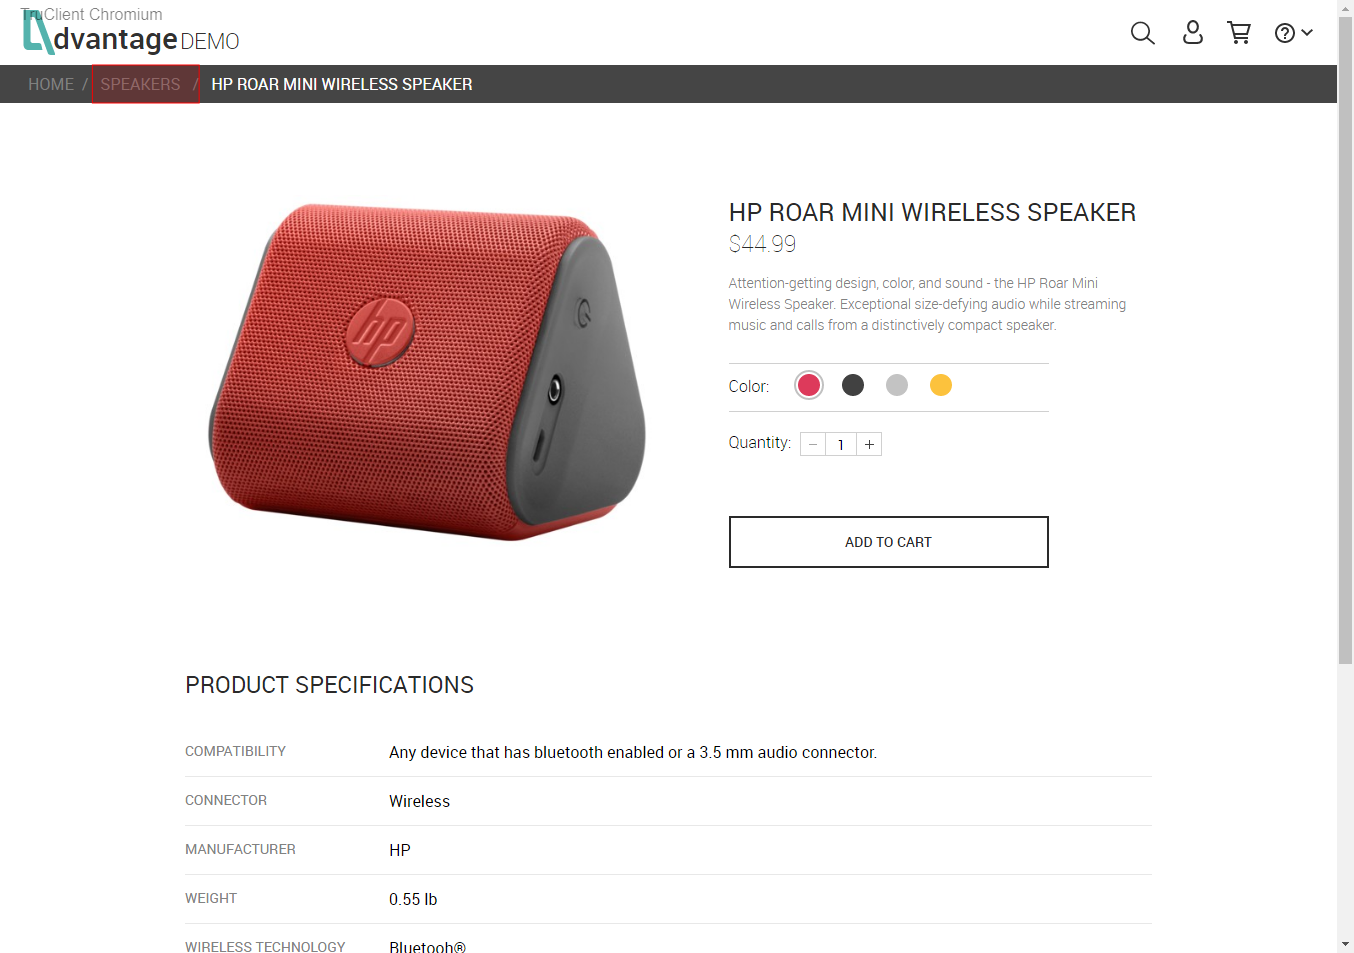 TruClient Chromium
dvantage DEMO
HOME / SPEAKERS / HP ROAR MINI WIRELESS SPEAKER
hp
HP ROAR MINI WIRELESS SPEAKER
$44.99
Attention-getting design, color, and sound - the HP Roar Mini
Wireless Speaker. Exceptional size-defying audio while streaming
music and calls from a distinctively compact speaker.
Color:
Quantity: − 1 +
ADD TO CART
PRODUCT SPECIFICATIONS
COMPATIBILITY Any device that has bluetooth enabled or a 3.5 mm audio connector.
CONNECTOR Wireless
MANUFACTURER HP
WEIGHT 0.55 lb
WIRELESS TECHNOLOGY Bluetooh®